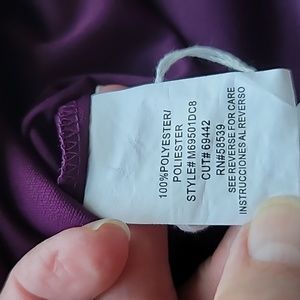 100%POLYESTER/
POLIESTER
STYLE# M69501DC8
CUT# 69442
RN#58539
SEE REVERSE FOR CARE
INSTRUCCIONES AL REVERSO